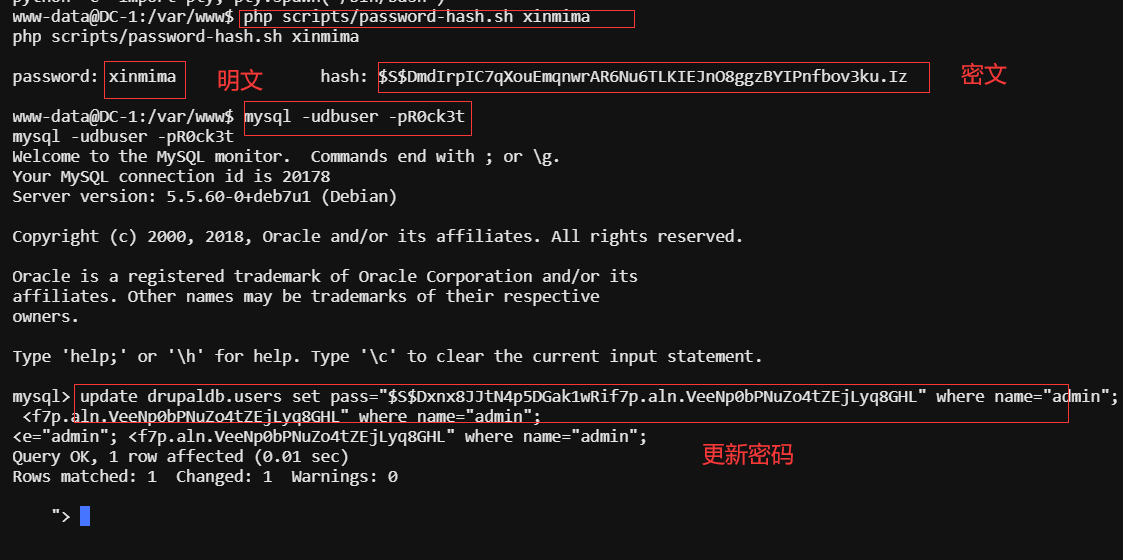 www-data@DC-1:/var/www$ php scripts/password-hash.sh xinmima
php scripts/password-hash.sh xinmima
password: xinmima 明文 hash: $S$DmdIrpIC7qXouEmqnwrAR6Nu6TLKIEJnO8ggzBYIPnfbov3ku.Iz 密文
www-data@DC-1:/var/www$ mysql -udbuser -pR0ck3t
mysql -udbuser -pR0ck3t
Welcome to the MySQL monitor.  Commands end with ; or \g.
Your MySQL connection id is 20178
Server version: 5.5.60-0+deb7u1 (Debian)
Copyright (c) 2000, 2018, Oracle and/or its affiliates. All rights reserved.
Oracle is a registered trademark of Oracle Corporation and/or its
affiliates. Other names may be trademarks of their respective
owners.
Type 'help;' or '\h' for help. Type '\c' to clear the current input statement.
mysql> update drupaldb.users set pass="$S$Dxnx8JJtN4p5DGak1wRif7p.aln.VeeNp0bPNuZo4tZEjLyq8GHL" where name="admin";
<f7p.aln.VeeNp0bPNuZo4tZEjLyq8GHL" where name="admin";
<e="admin"; <f7p.aln.VeeNp0bPNuZo4tZEjLyq8GHL" where name="admin";
Query OK, 1 row affected (0.01 sec)
更新密码
Rows matched: 1  Changed: 1  Warnings: 0
">